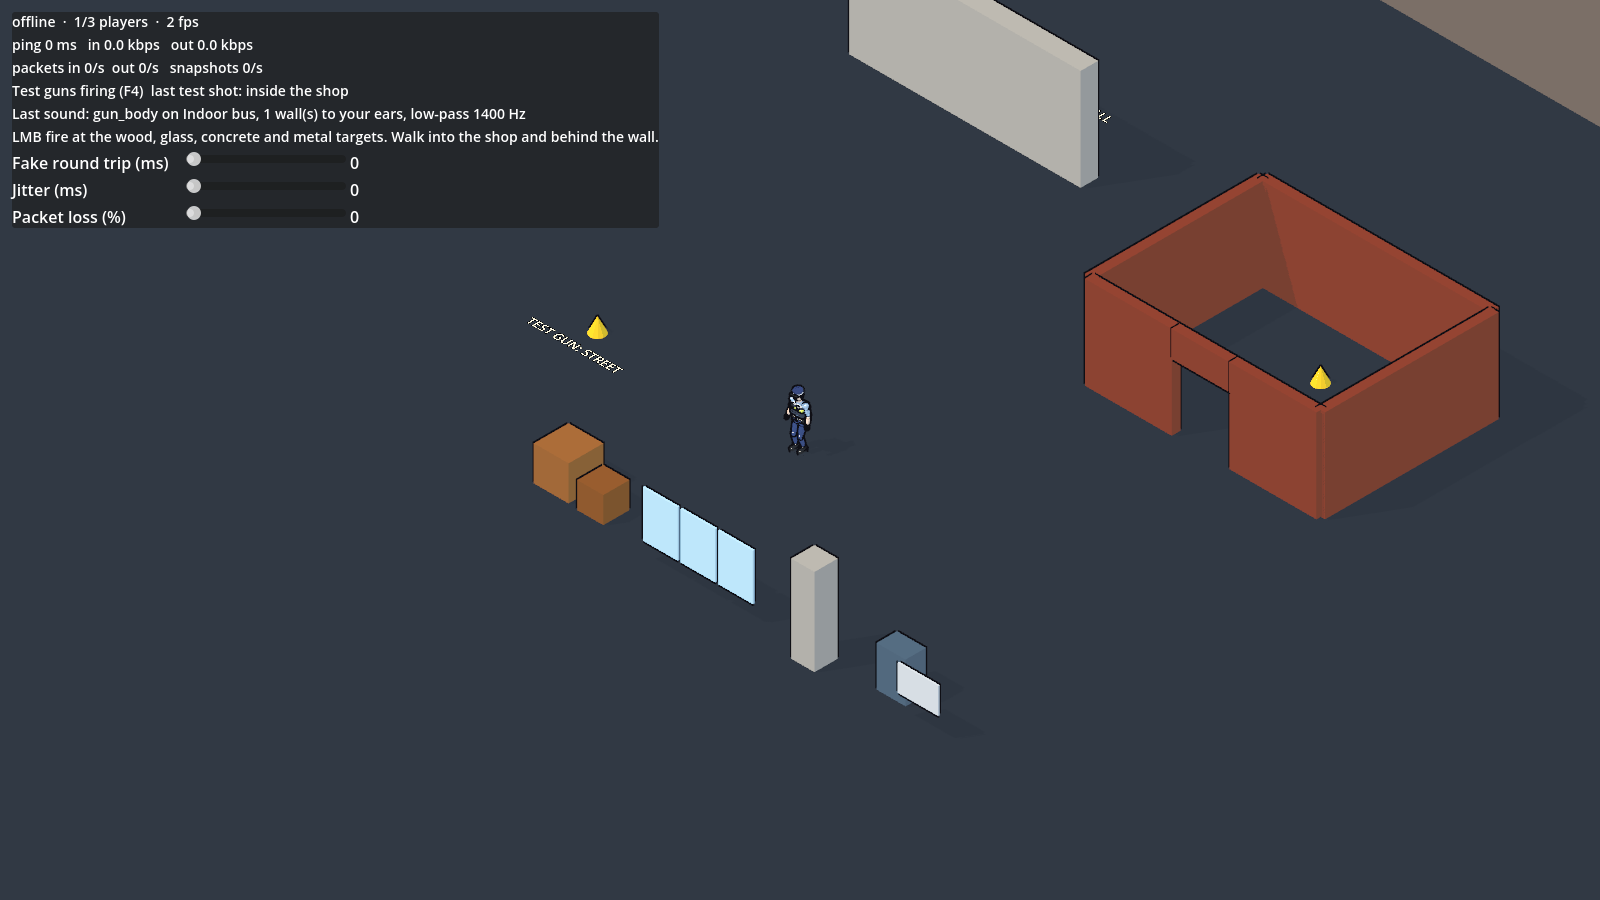 offline · 1/3 players · 2 fps
ping 0 ms in 0.0 kbps out 0.0 kbps
packets in 0/s out 0/s snapshots 0/s
Test guns firing (F4) last test shot: inside the shop
Last sound: gun_body on Indoor bus, 1 wall(s) to your ears, low-pass 1400 Hz
LMB fire at the wood, glass, concrete and metal targets. Walk into the shop and behind the wall.
Fake round trip (ms) 0
Jitter (ms) 0
Packet loss (%) 0
TEST GUN: STREET